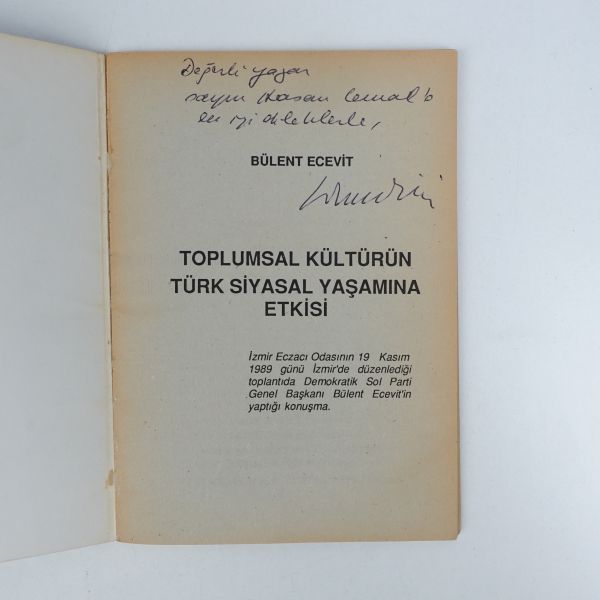 Değerli yazar
sayın Hasan Cemal'e
en iyi dileklerle,
BÜLENT ECEVİT
TOPLUMSAL KÜLTÜRÜN
TÜRK SİYASAL YAŞAMINA
ETKİSİ
İzmir Eczacı Odasının 19 Kasım
1989 günü İzmir'de düzenlediği
toplantıda Demokratik Sol Parti
Genel Başkanı Bülent Ecevit'in
yaptığı konuşma.